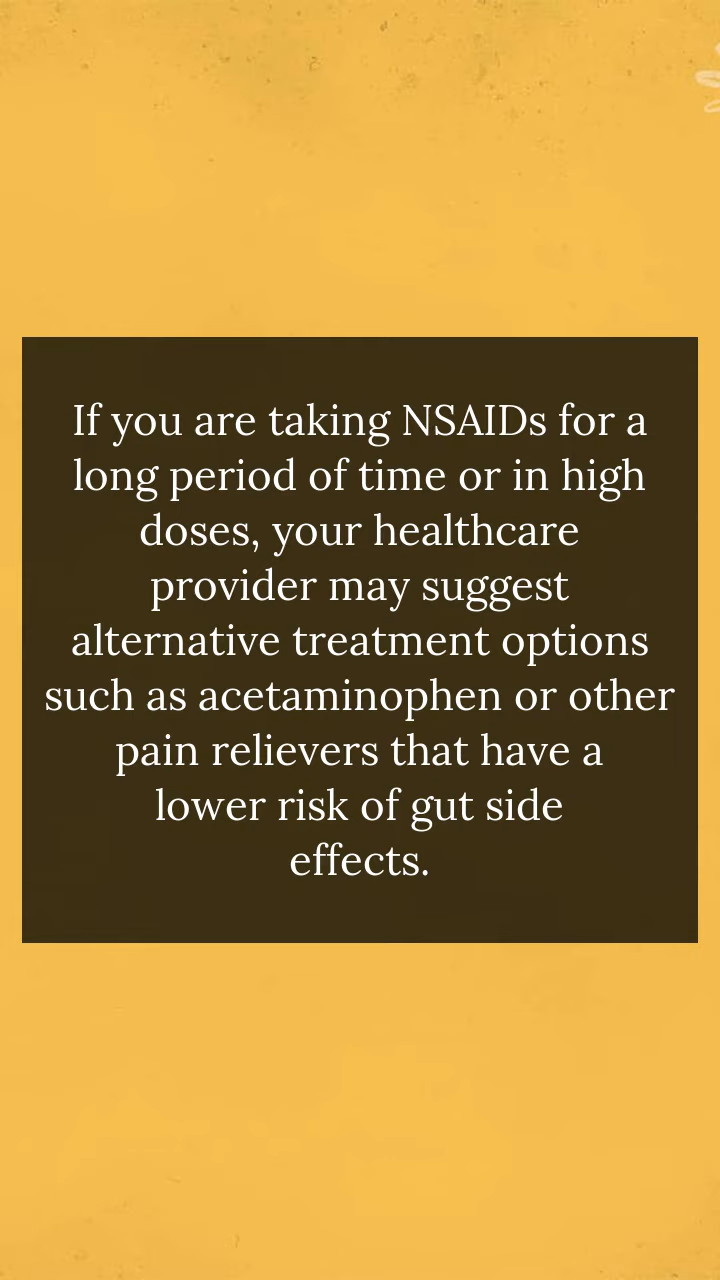 If you are taking NSAIDs for a
long period of time or in high
doses, your healthcare
provider may suggest
alternative treatment options
such as acetaminophen or other
pain relievers that have a
lower risk of gut side
effects.